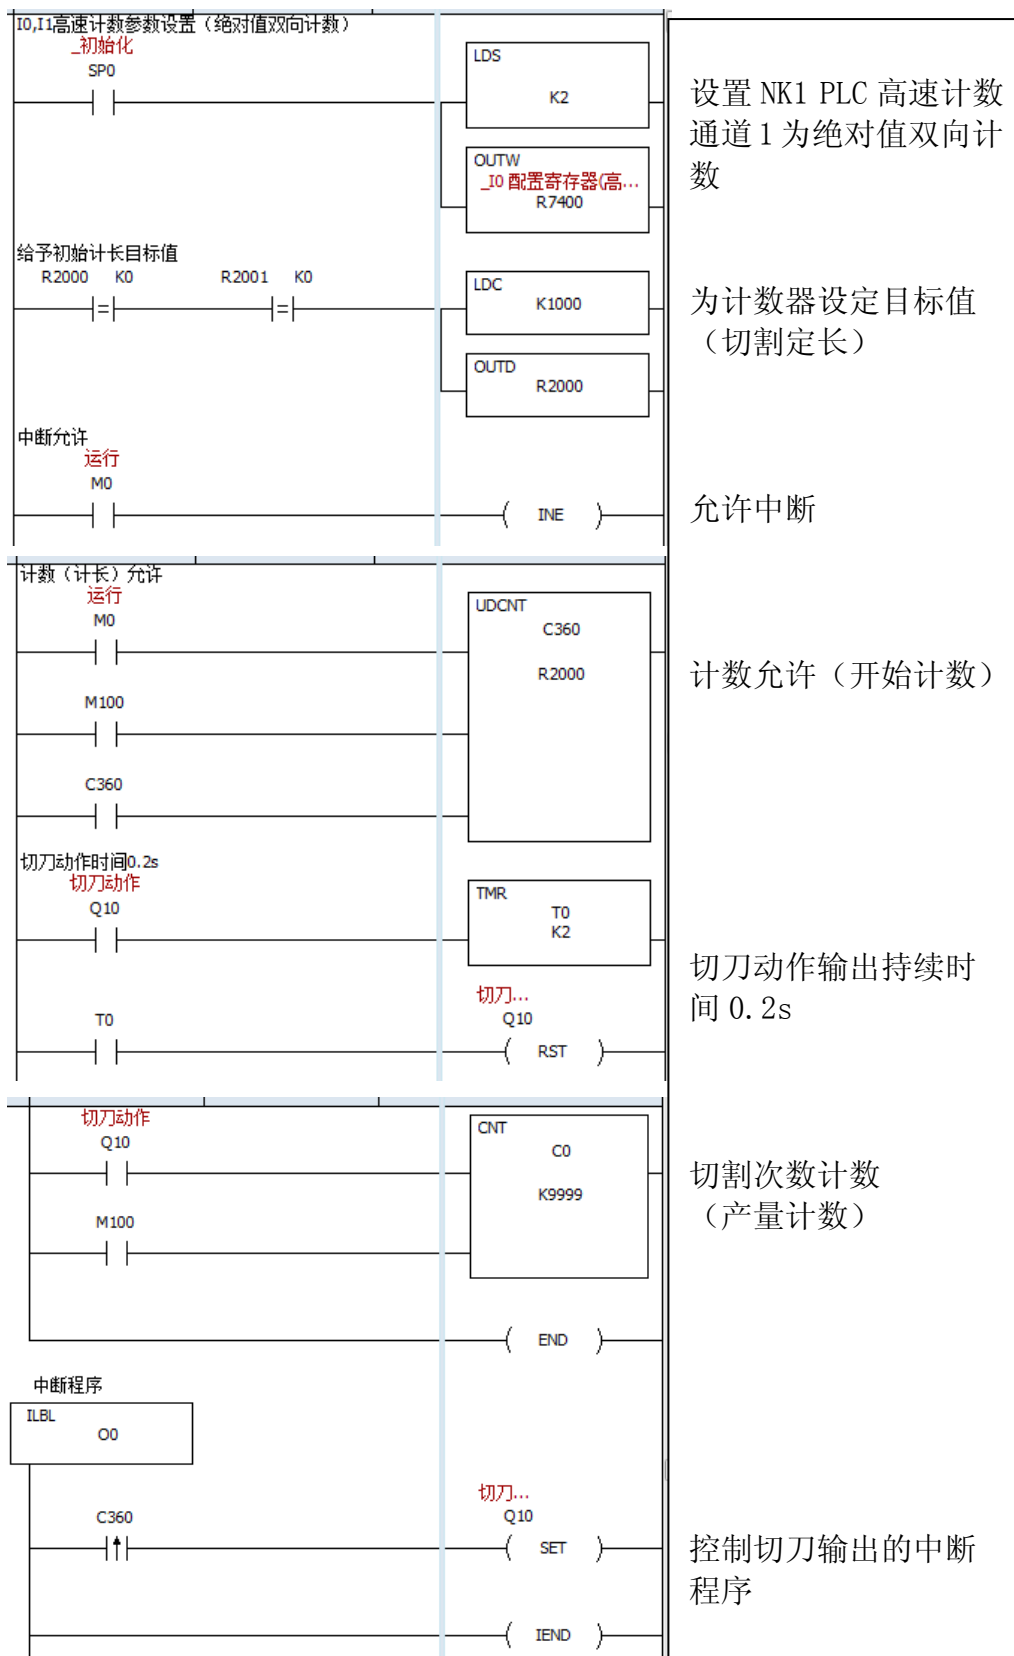 I0,I1高速计数参数设置（绝对值双向计数）
_初始化
SP0
LDS
K2
OUTW
_I0 配置寄存器(高...
R7400
设置 NK1 PLC 高速计数
通道 1 为绝对值双向计
数
给予初始计长目标值
R2000 K0 R2001 K0
=
=
LDC
K1000
OUTD
R2000
为计数器设定目标值
（切割定长）
中断允许
运行
M0
INE
允许中断
计数（计长）允许
运行
M0
UDCNT
C360
R2000
M100
C360
计数允许（开始计数）
切刀动作时间0.2s
切刀动作
Q10
TMR
T0
K2
切刀...
T0
Q10
RST
切刀动作输出持续时
间 0.2s
切刀动作
Q10
CNT
C0
K9999
M100
END
切割次数计数
（产量计数）
中断程序
ILBL
O0
切刀...
C360
Q10
SET
IEND
控制切刀输出的中断
程序